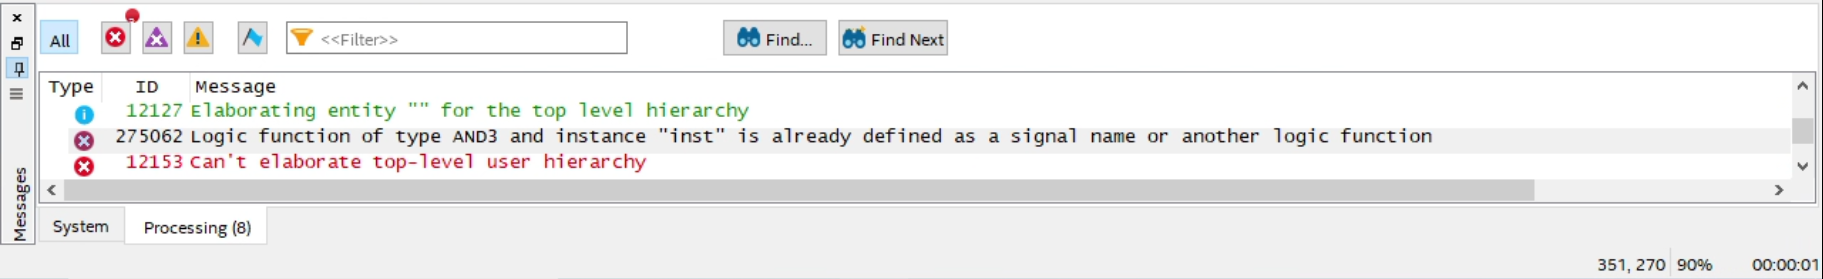 All
<<Filter>>
Find...
Find Next
Type ID Message
12127 Elaborating entity "" for the top level hierarchy
275062 Logic function of type AND3 and instance "inst" is already defined as a signal name or another logic function
12153 Can't elaborate top-level user hierarchy
Messages
System
Processing (8)
351, 270 90% 00:00:01